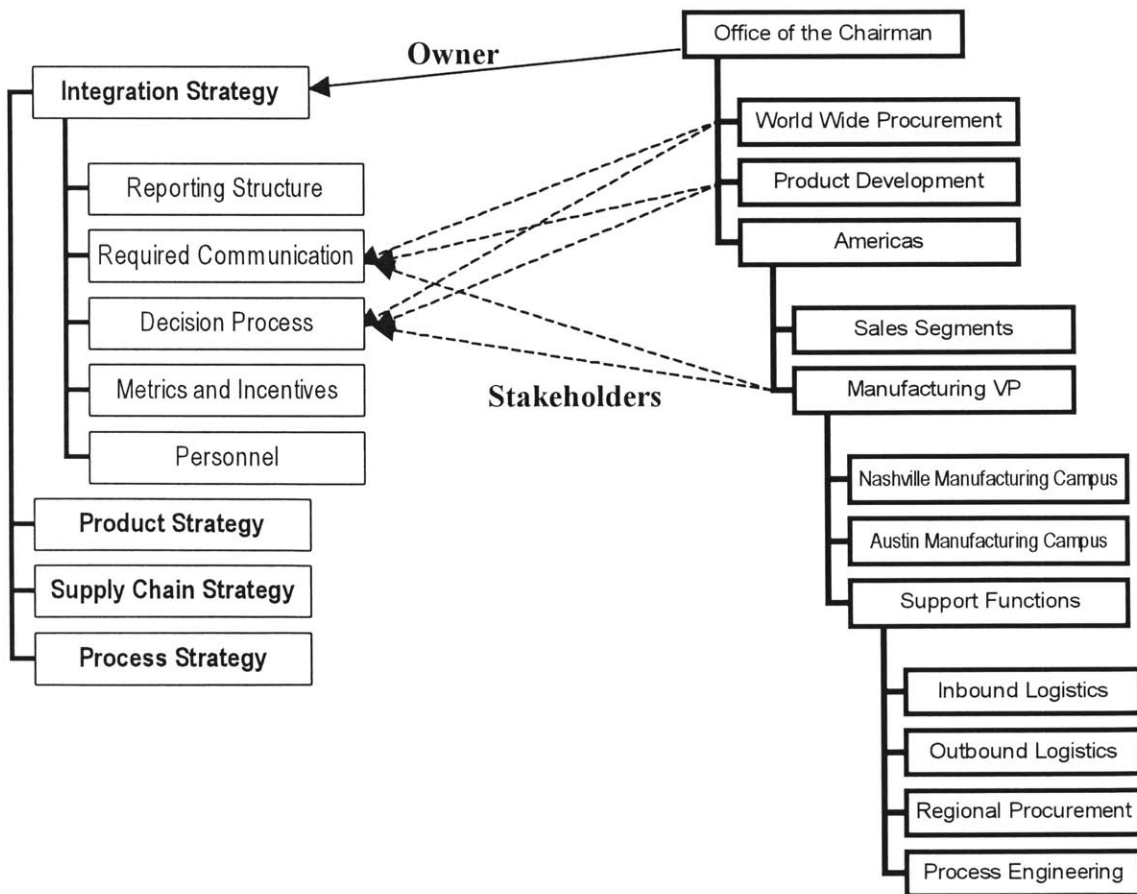 Office of the Chairman
Owner
Integration Strategy
World Wide Procurement
Reporting Structure
Product Development
Required Communication
Americas
Decision Process
Sales Segments
Metrics and Incentives
Stakeholders
Manufacturing VP
Personnel
Nashville Manufacturing Campus
Product Strategy
Austin Manufacturing Campus
Supply Chain Strategy
Support Functions
Process Strategy
Inbound Logistics
Outbound Logistics
Regional Procurement
Process Engineering